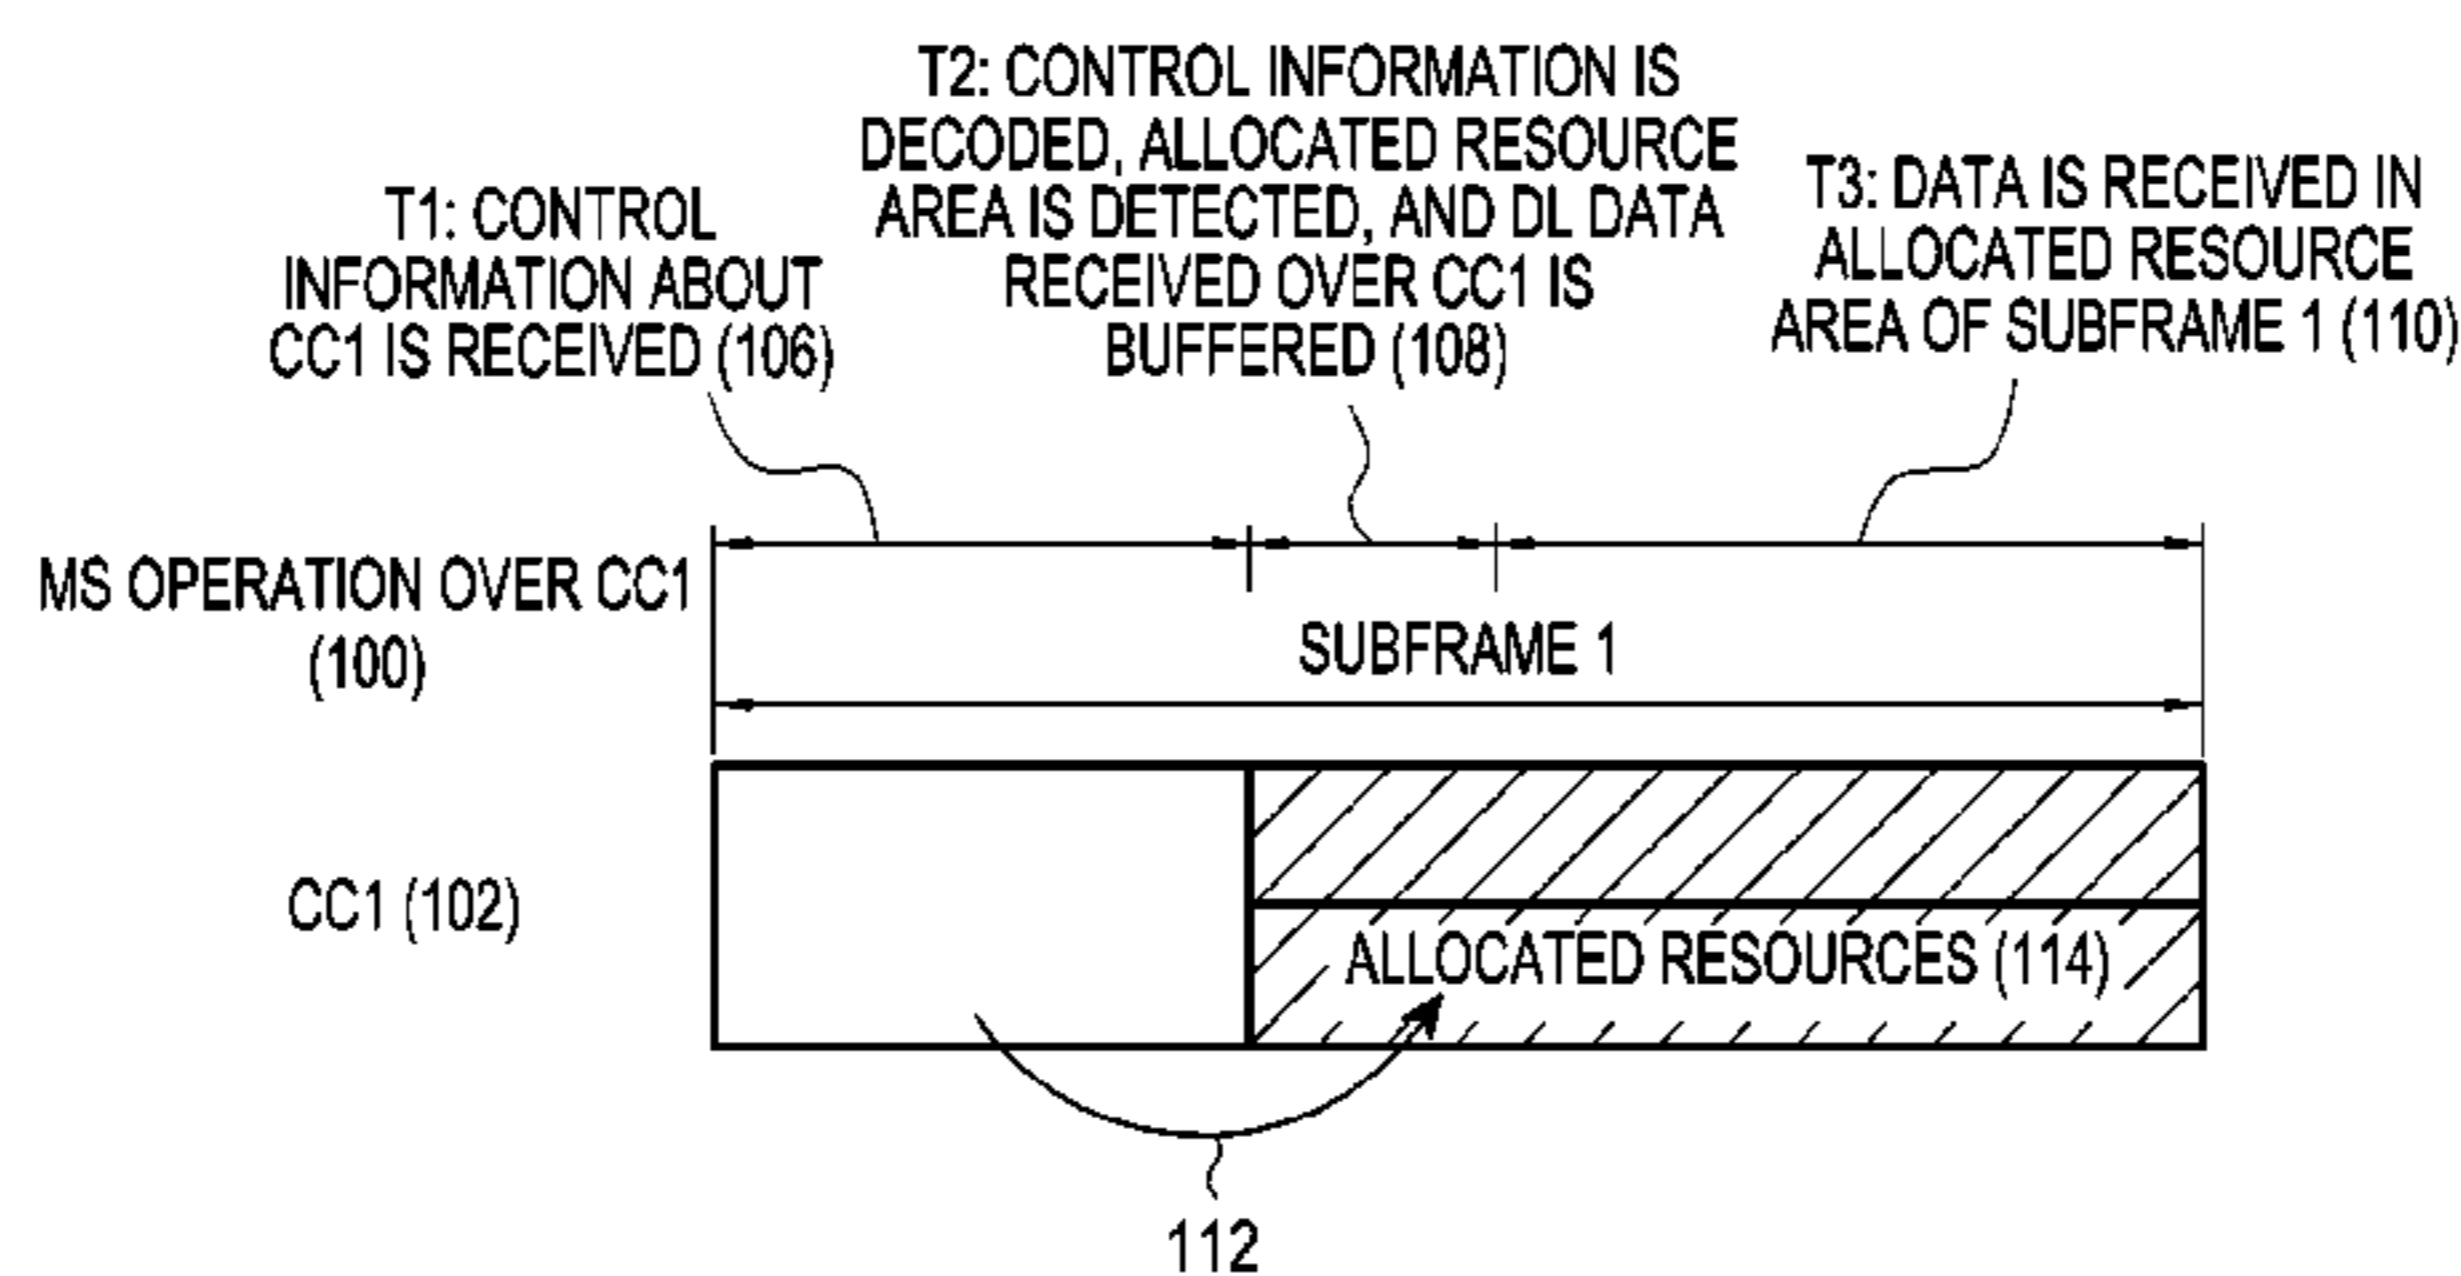 T1: CONTROL
INFORMATION ABOUT
CC1 IS RECEIVED (106)
T2: CONTROL INFORMATION IS
DECODED, ALLOCATED RESOURCE
AREA IS DETECTED, AND DL DATA
RECEIVED OVER CC1 IS
BUFFERED (108)
T3: DATA IS RECEIVED IN
ALLOCATED RESOURCE
AREA OF SUBFRAME 1 (110)
MS OPERATION OVER CC1
(100)
SUBFRAME 1
CC1 (102)
ALLOCATED RESOURCES (114)
112